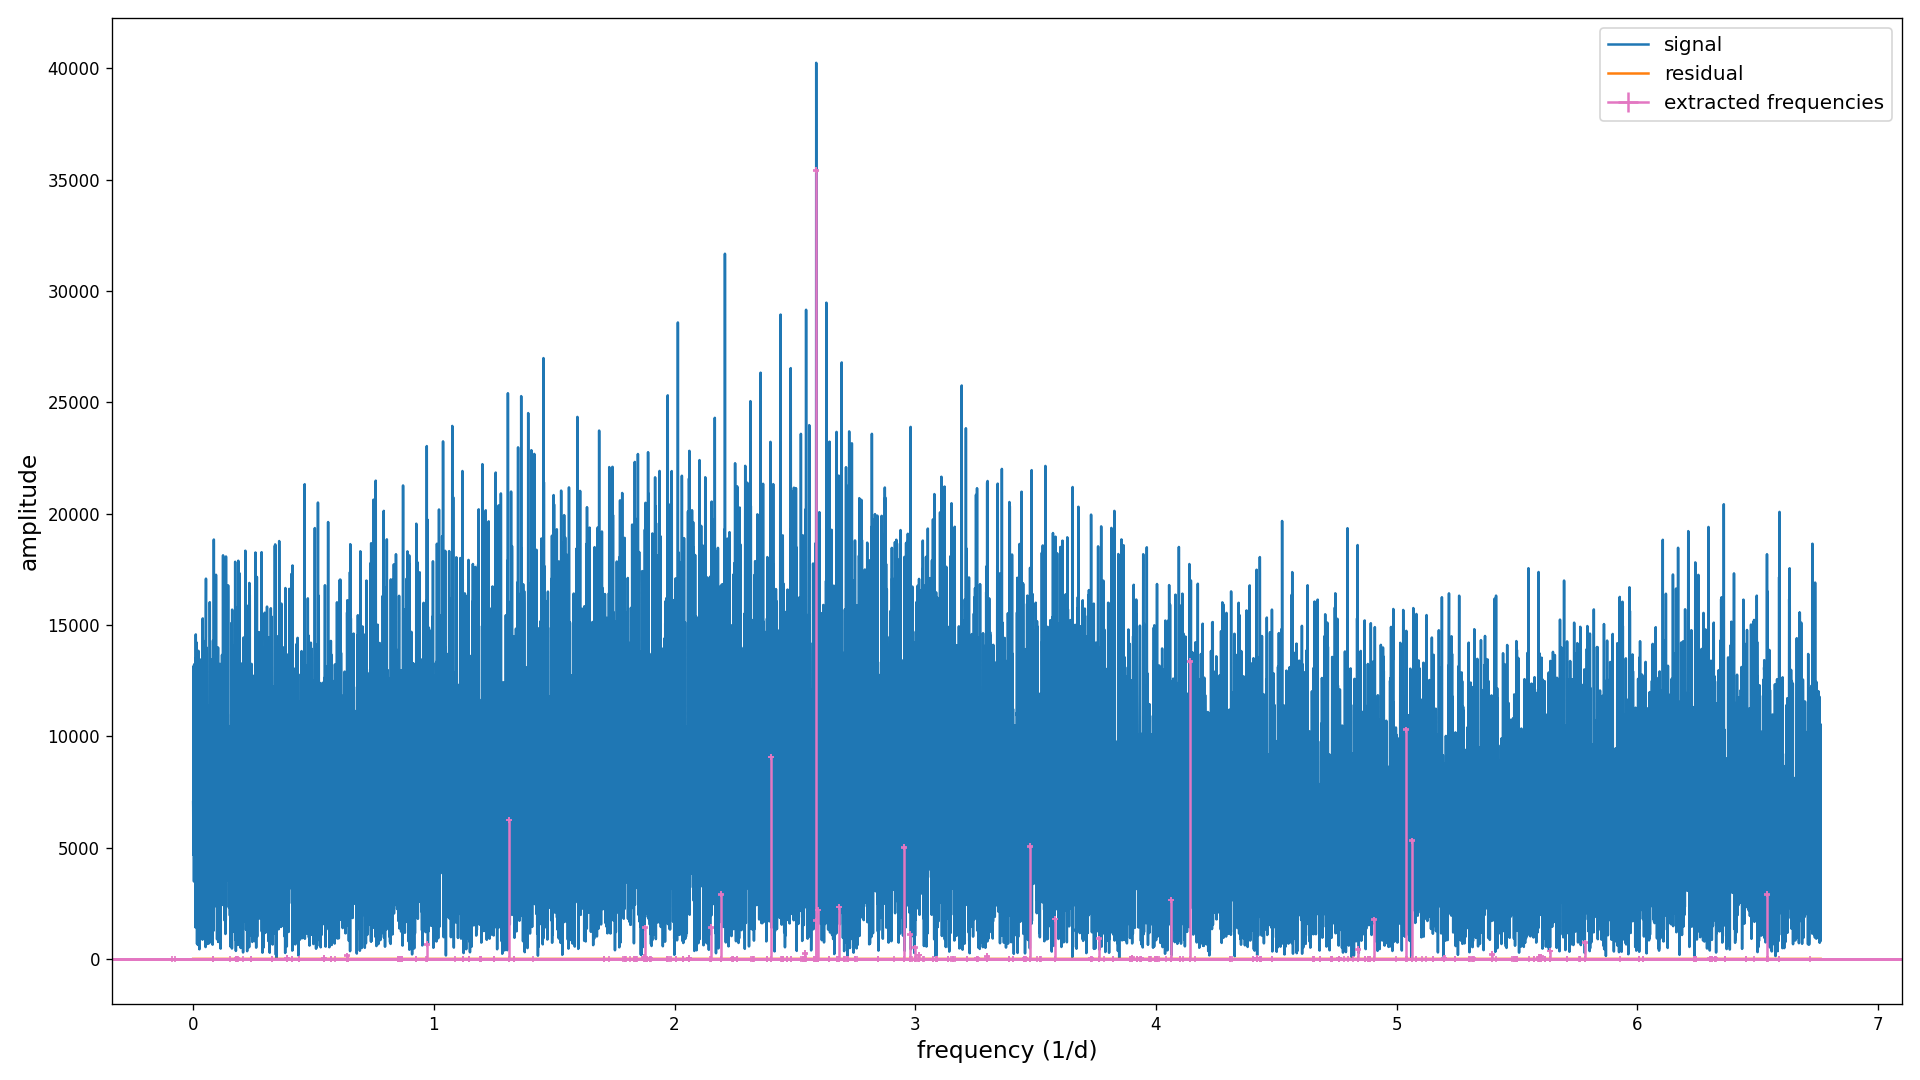 signal
residual
extracted frequencies
40000
35000
30000
25000
20000
15000
10000
5000
0
amplitude
0 1 2 3 4 5 6 7
frequency (1/d)